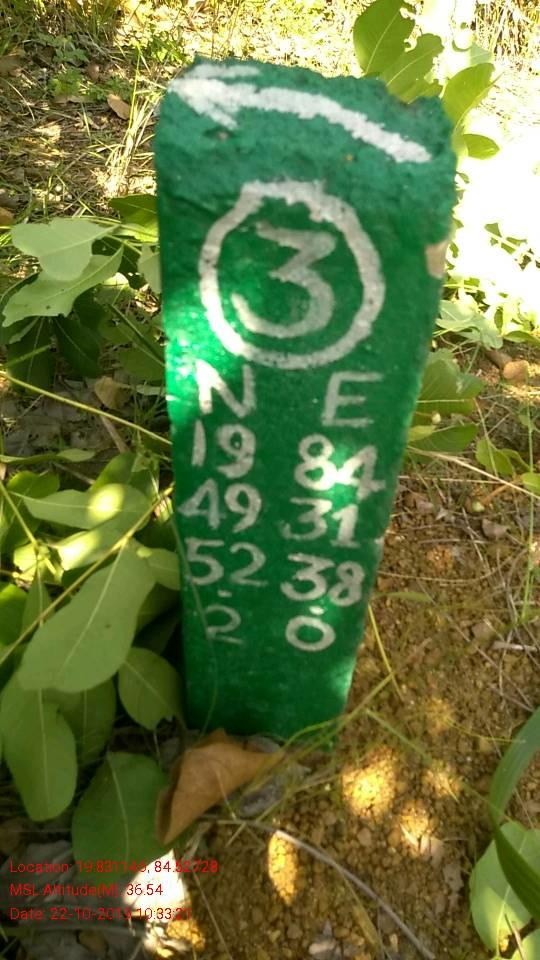 3
N E
19 84
49 31
52 38
. .
2 0
Location: 19.831143, 84.52728
MSL Altitude(M): 36.54
Date: 22-10-2019 10:33:21